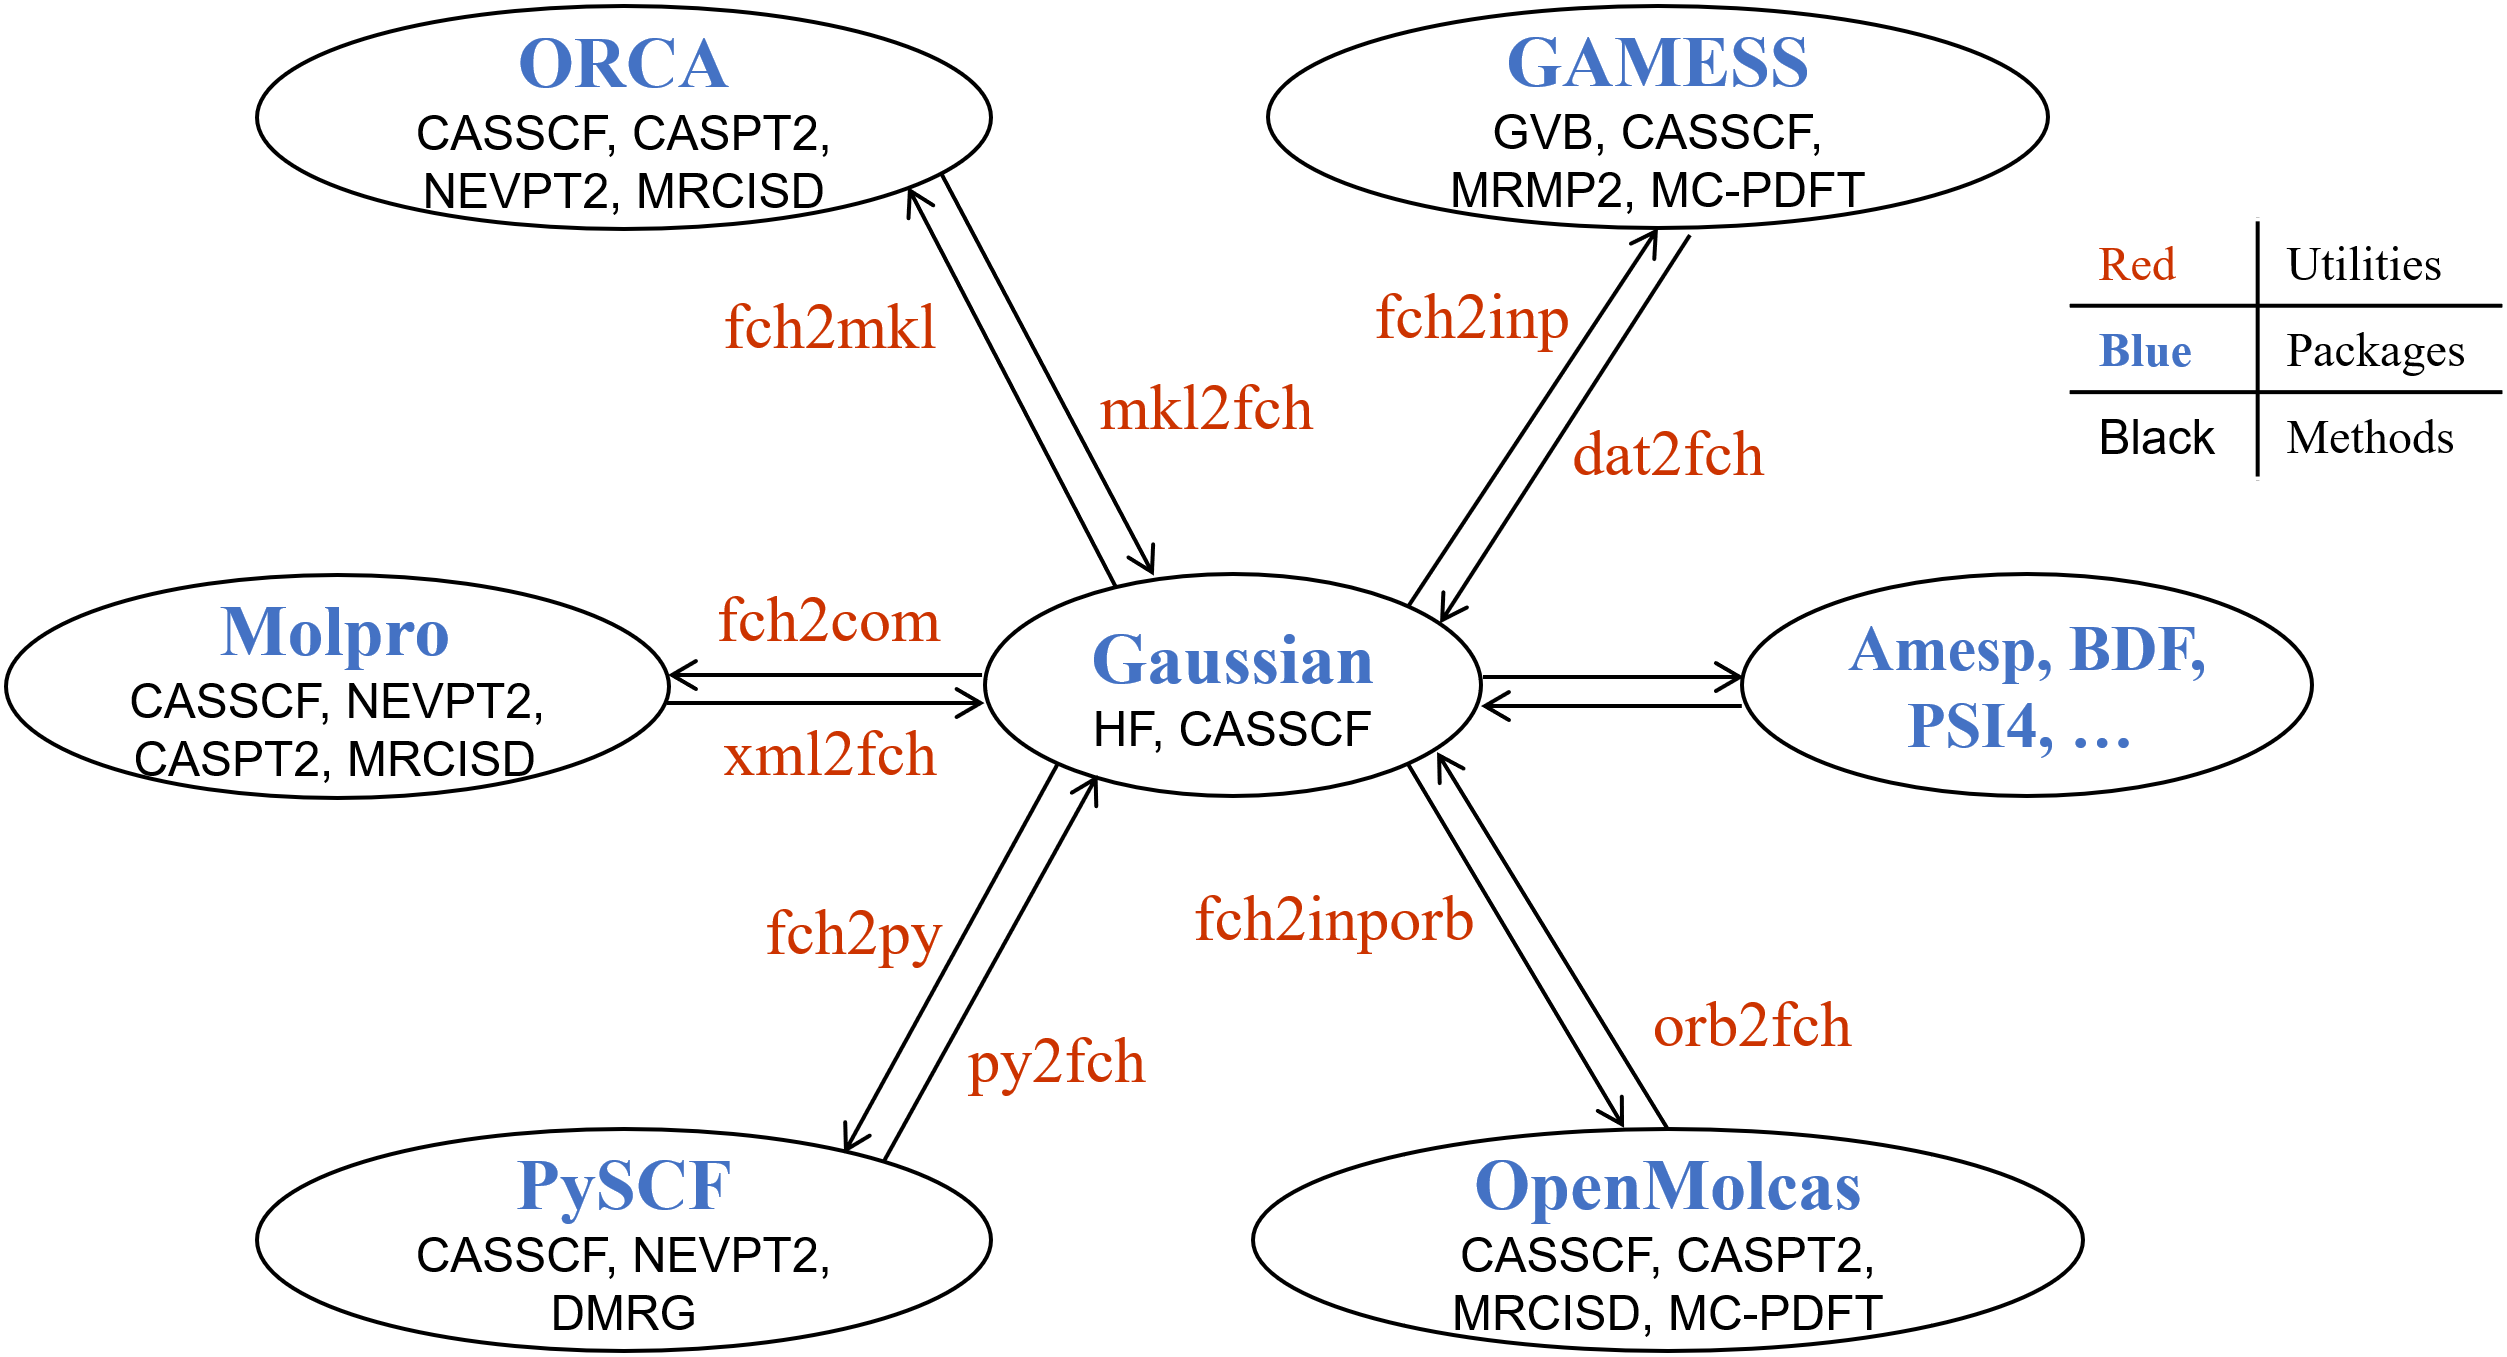 ORCA
CASSCF, CASPT2,
NEVPT2, MRCISD
GAMESS
GVB, CASSCF,
MRMP2, MC-PDFT
Red
Utilities
Blue
Packages
Black
Methods
fch2mkl
mkl2fch
fch2inp
dat2fch
Molpro
CASSCF, NEVPT2,
CASPT2, MRCISD
fch2com
xml2fch
Gaussian
HF, CASSCF
Amesp, BDF,
PSI4, …
fch2py
py2fch
fch2inporb
orb2fch
PySCF
CASSCF, NEVPT2,
DMRG
OpenMolcas
CASSCF, CASPT2,
MRCISD, MC-PDFT